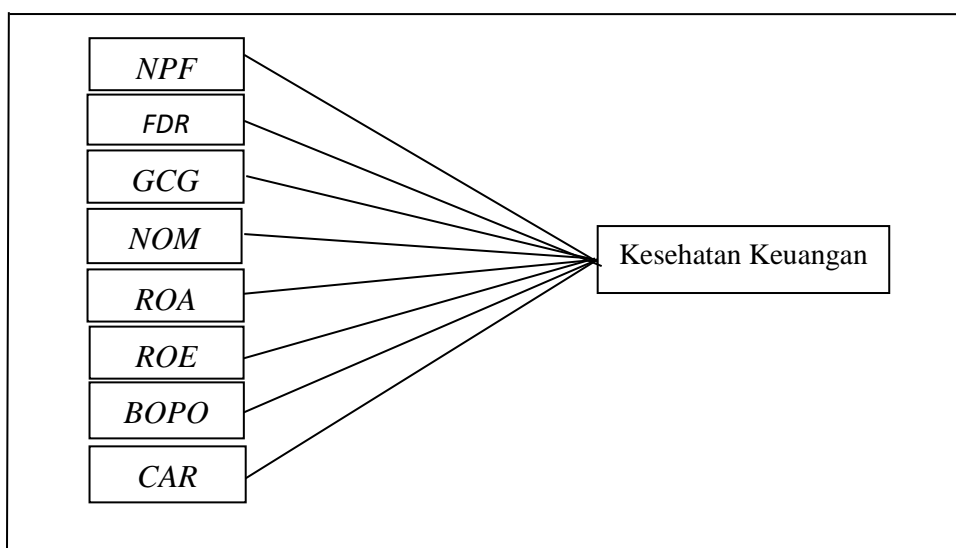 NPF
FDR
GCG
NOM
ROA
ROE
BOPO
CAR
Kesehatan Keuangan